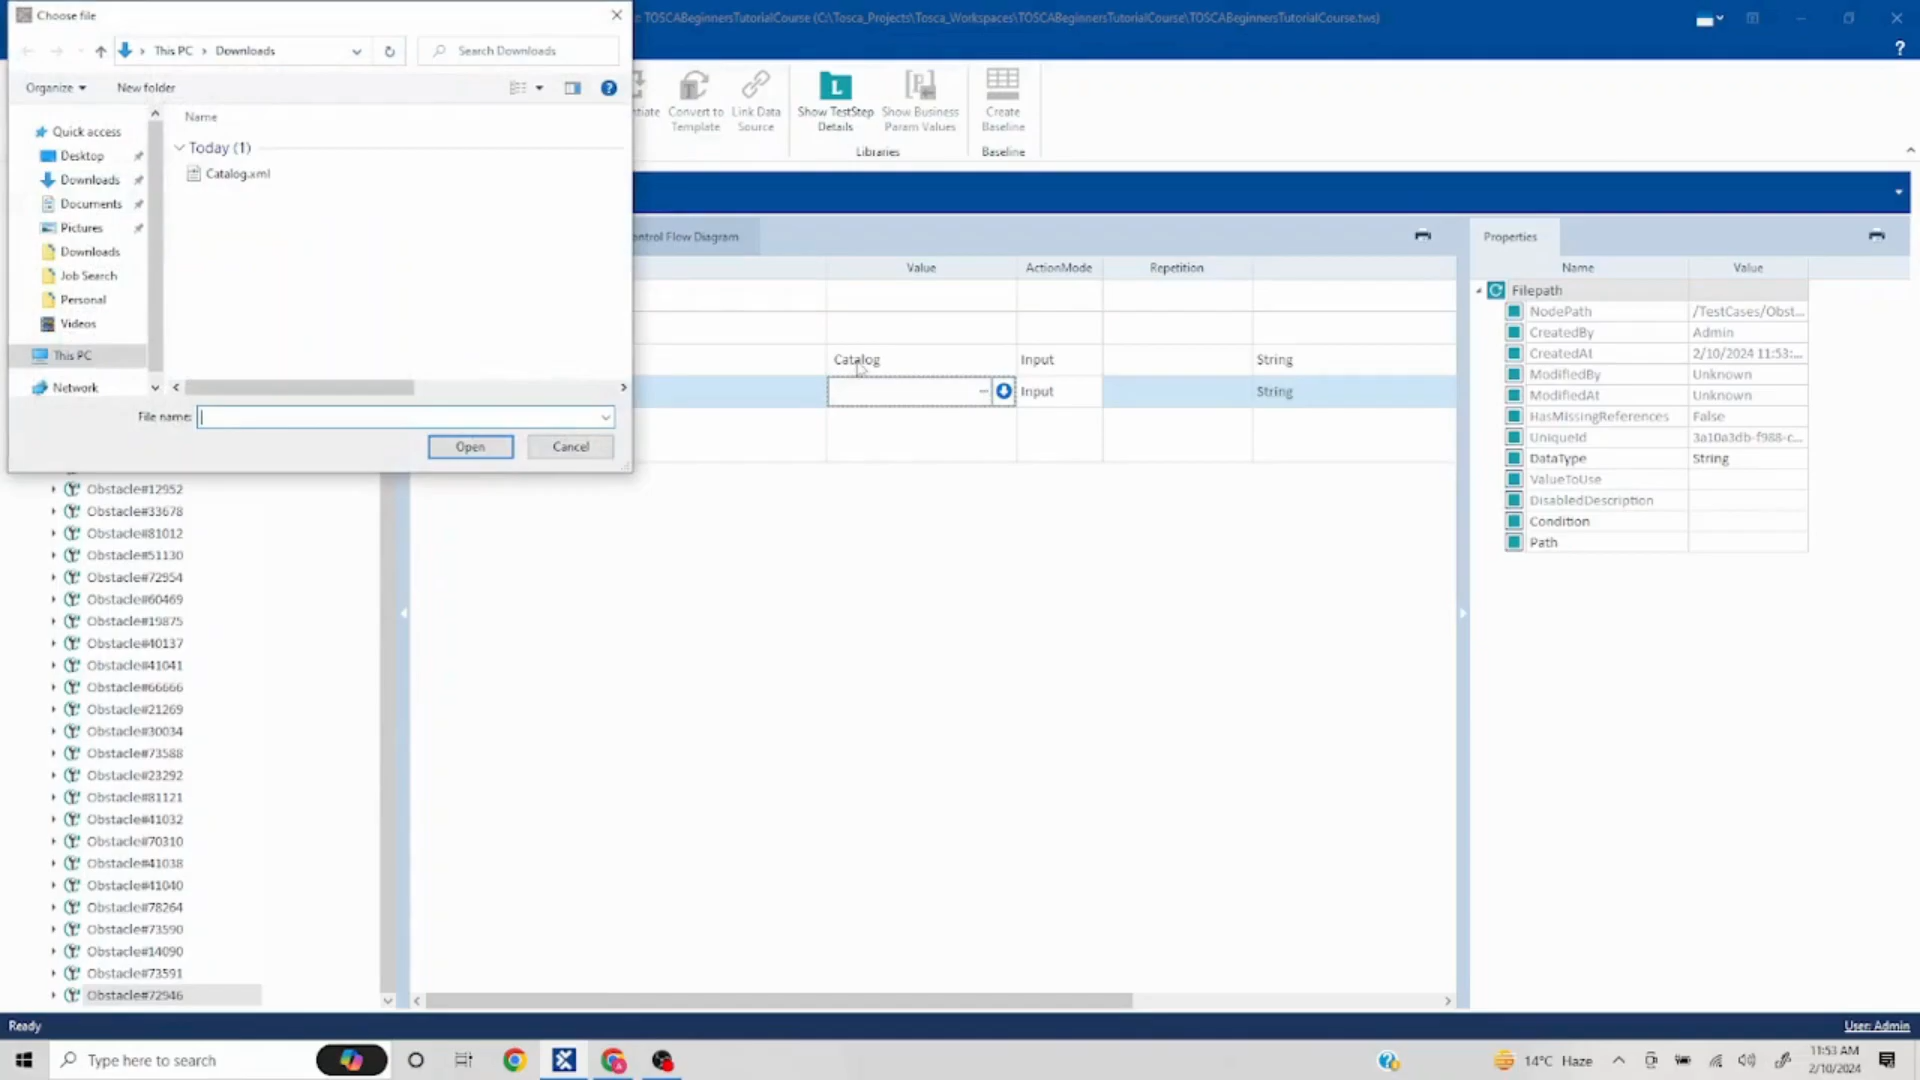 Choose file
: TOSCABeginnersTutorialCourse (C:\Tosca_Projects\Tosca_Workspaces\TOSCABeginnersTutorialCourse\TOSCABeginnersTutorialCourse.tws)
This PC > Downloads
Search Downloads
Organize
New folder
Name
Today (1)
Catalog.xml
Quick access
Desktop
Downloads
Documents
Pictures
Downloads
Job Search
Personal
Videos
This PC
Network
File name:
Open
Cancel
tiate
Convert to Template
Link Data Source
Show TestStep Details
Show Business Param Values
Create Baseline
Libraries
Baseline
ontrol Flow Diagram
Value
ActionMode
Repetition
Catalog
Input
String
Input
String
Properties
Name
Value
Filepath
NodePath
/TestCases/Obst...
CreatedBy
Admin
CreatedAt
2/10/2024 11:53:...
ModifiedBy
Unknown
ModifiedAt
Unknown
HasMissingReferences
False
UniqueId
3a10a3db-f988-c...
DataType
String
ValueToUse
DisabledDescription
Condition
Path
Obstacle#12952
Obstacle#33678
Obstacle#81012
Obstacle#51130
Obstacle#72954
Obstacle#60469
Obstacle#19875
Obstacle#40137
Obstacle#41041
Obstacle#66666
Obstacle#21269
Obstacle#30034
Obstacle#73588
Obstacle#23292
Obstacle#81121
Obstacle#41032
Obstacle#70310
Obstacle#41038
Obstacle#41040
Obstacle#78264
Obstacle#73590
Obstacle#14090
Obstacle#73591
Obstacle#72946
Ready
User: Admin
Type here to search
14°C Haze
11:53 AM
2/10/2024